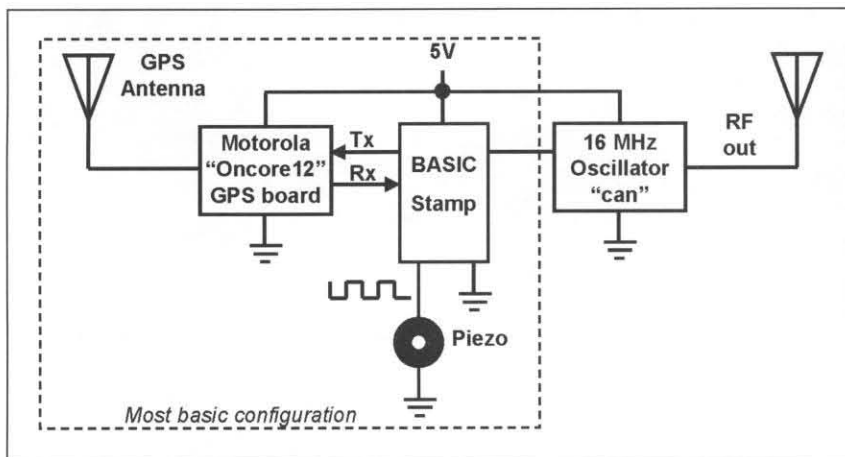 5V
GPS
Antenna
Motorola
"Oncore12"
GPS board
Tx
Rx
BASIC
Stamp
16 MHz
Oscillator
"can"
RF
out
Piezo
Most basic configuration